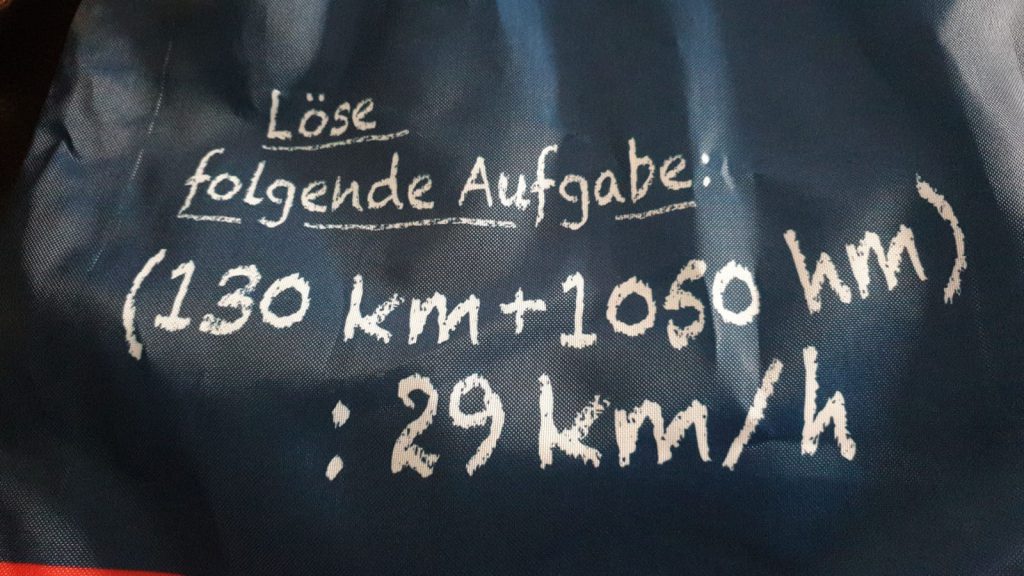 Löse
folgende Aufgabe:
(130 km+1050 hm)
:29 km/h